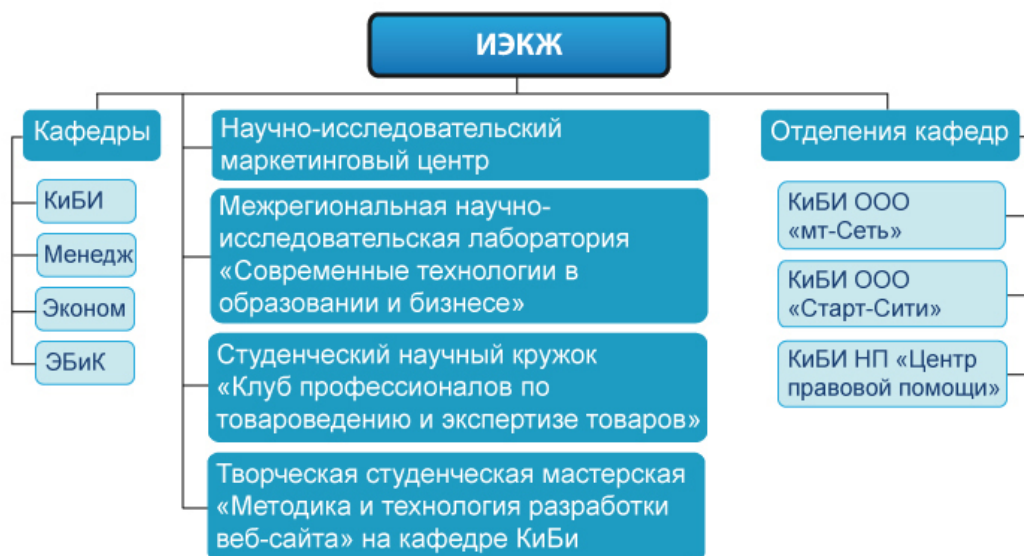 ИЭКЖ
Кафедры
КиБИ
Менедж
Эконом
ЭБиК
Научно-исследовательский
маркетинговый центр
Межрегиональная научно-
исследовательская лаборатория
«Современные технологии в
образовании и бизнесе»
Студенческий научный кружок
«Клуб профессионалов по
товароведению и экспертизе товаров»
Творческая студенческая мастерская
«Методика и технология разработки
веб-сайта» на кафедре КиБи
Отделения кафедр
КиБИ ООО
«мт-Сеть»
КиБИ ООО
«Старт-Сити»
КиБИ НП «Центр
правовой помощи»